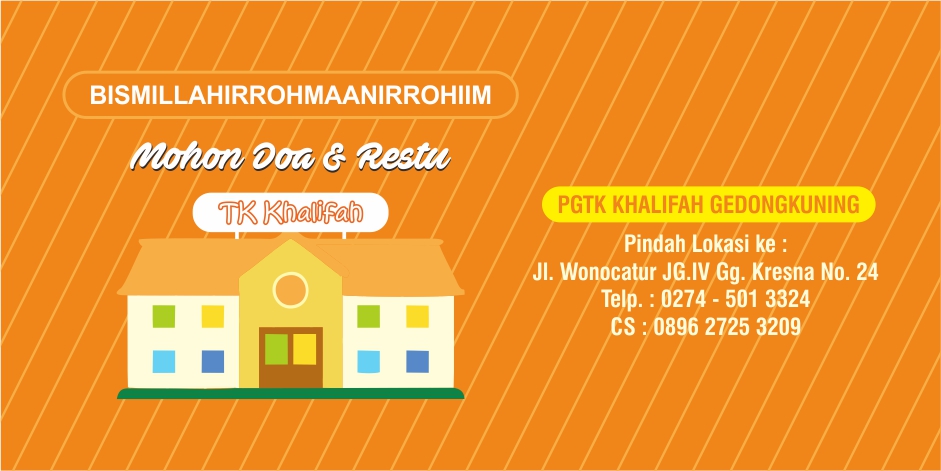 BISMILLAHIRROHMAANIRROHIIM
Mohon Doa & Restu
TK Khalifah
PGTK KHALIFAH GEDONGKUNING
Pindah Lokasi ke :
Jl. Wonocatur JG.IV Gg. Kresna No. 24
Telp. : 0274 - 501 3324
CS : 0896 2725 3209